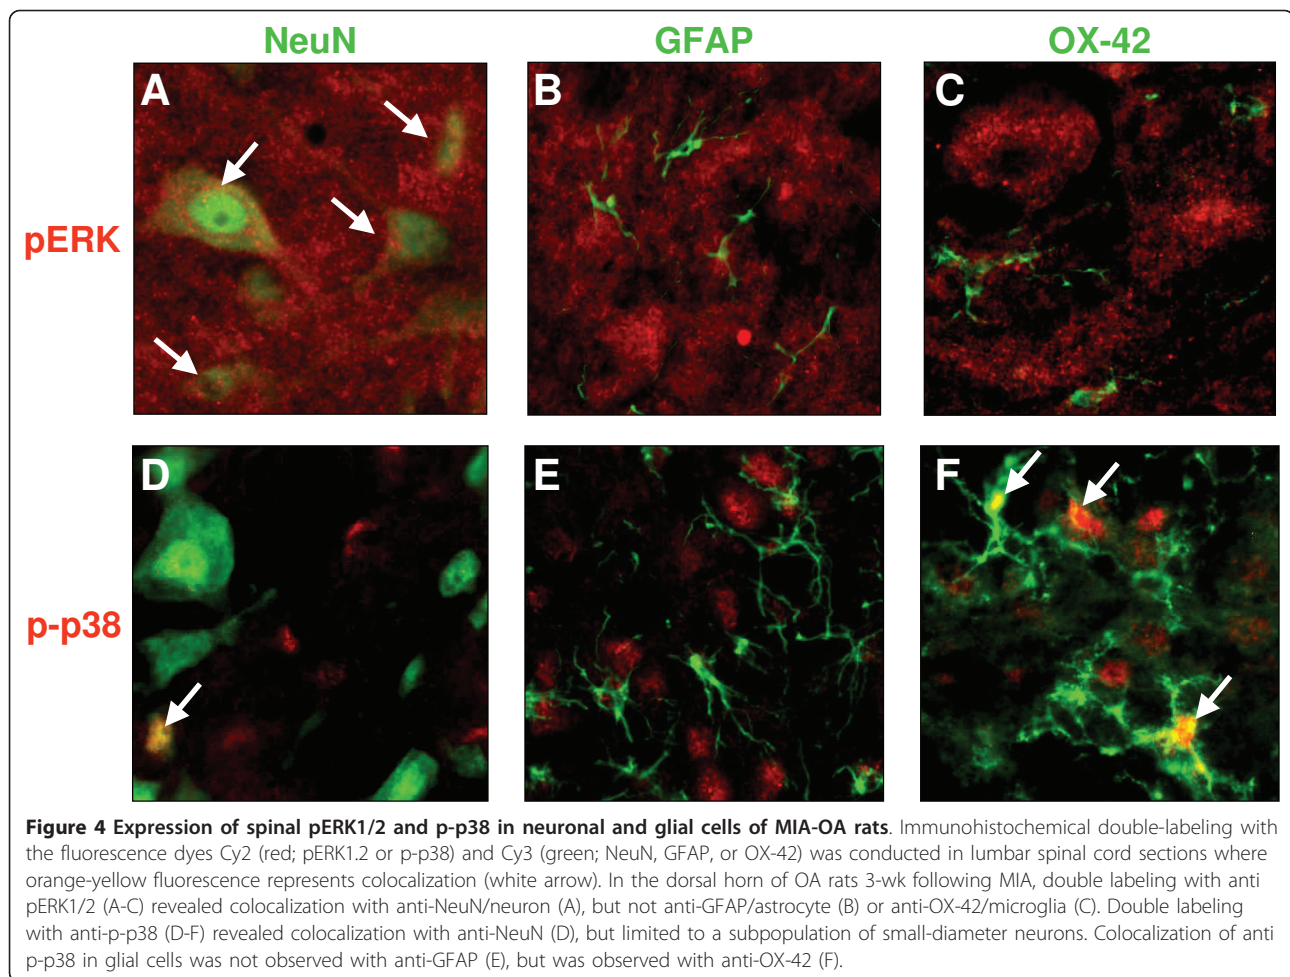 NeuN GFAP OX-42
A B C
pERK
D E F
p-p38
Figure 4 Expression of spinal pERK1/2 and p-p38 in neuronal and glial cells of MIA-OA rats. Immunohistochemical double-labeling with
the fluorescence dyes Cy2 (red; pERK1.2 or p-p38) and Cy3 (green; NeuN, GFAP, or OX-42) was conducted in lumbar spinal cord sections where
orange-yellow fluorescence represents colocalization (white arrow). In the dorsal horn of OA rats 3-wk following MIA, double labeling with anti
pERK1/2 (A-C) revealed colocalization with anti-NeuN/neuron (A), but not anti-GFAP/astrocyte (B) or anti-OX-42/microglia (C). Double labeling
with anti-p-p38 (D-F) revealed colocalization with anti-NeuN (D), but limited to a subpopulation of small-diameter neurons. Colocalization of anti
p-p38 in glial cells was not observed with anti-GFAP (E), but was observed with anti-OX-42 (F).